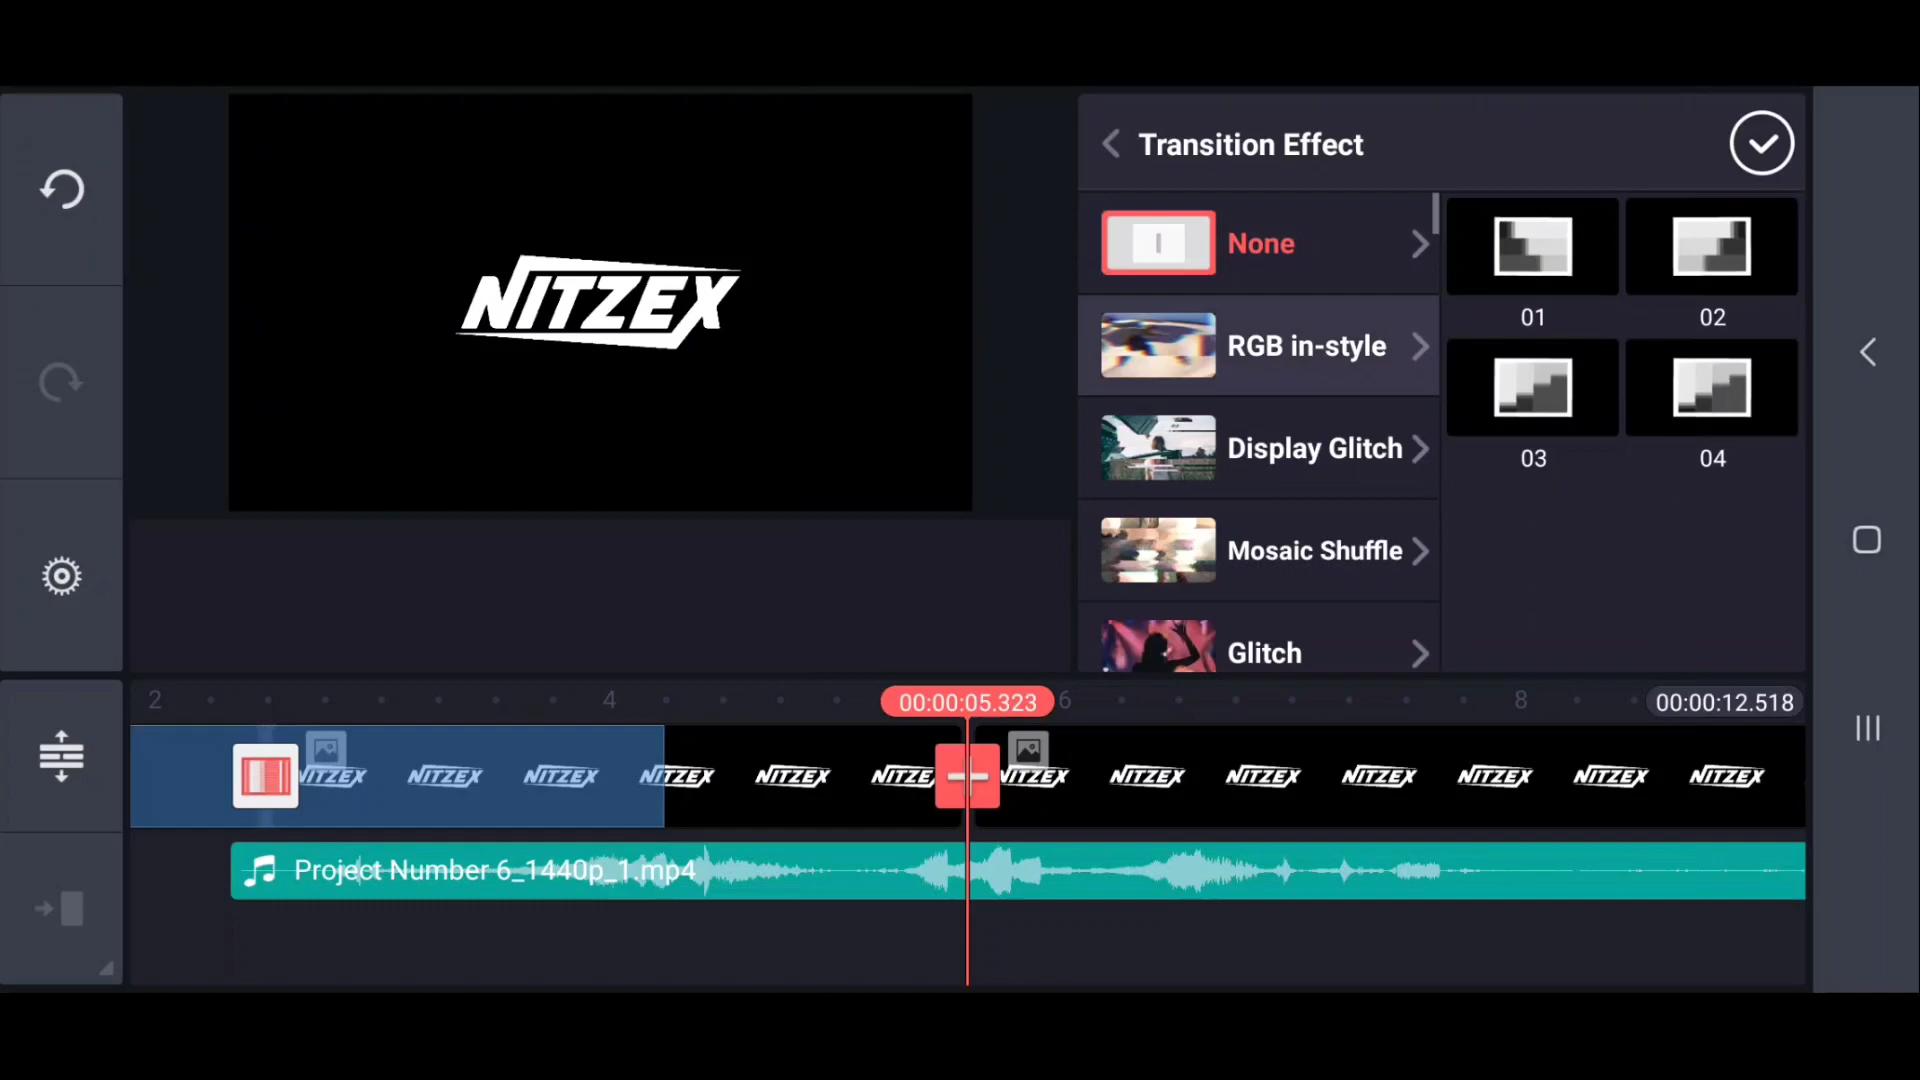 NITZEX
Transition Effect
None
RGB in-style
Display Glitch
Mosaic Shuffle
Glitch
01
02
03
04
2
4
00:00:05.323
6
8
00:00:12.518
NITZEX NITZEX NITZEX NITZEX NITZEX NITZE NITZEX NITZEX NITZEX NITZEX NITZEX NITZEX NITZEX
Project Number 6_1440p_1.mp4